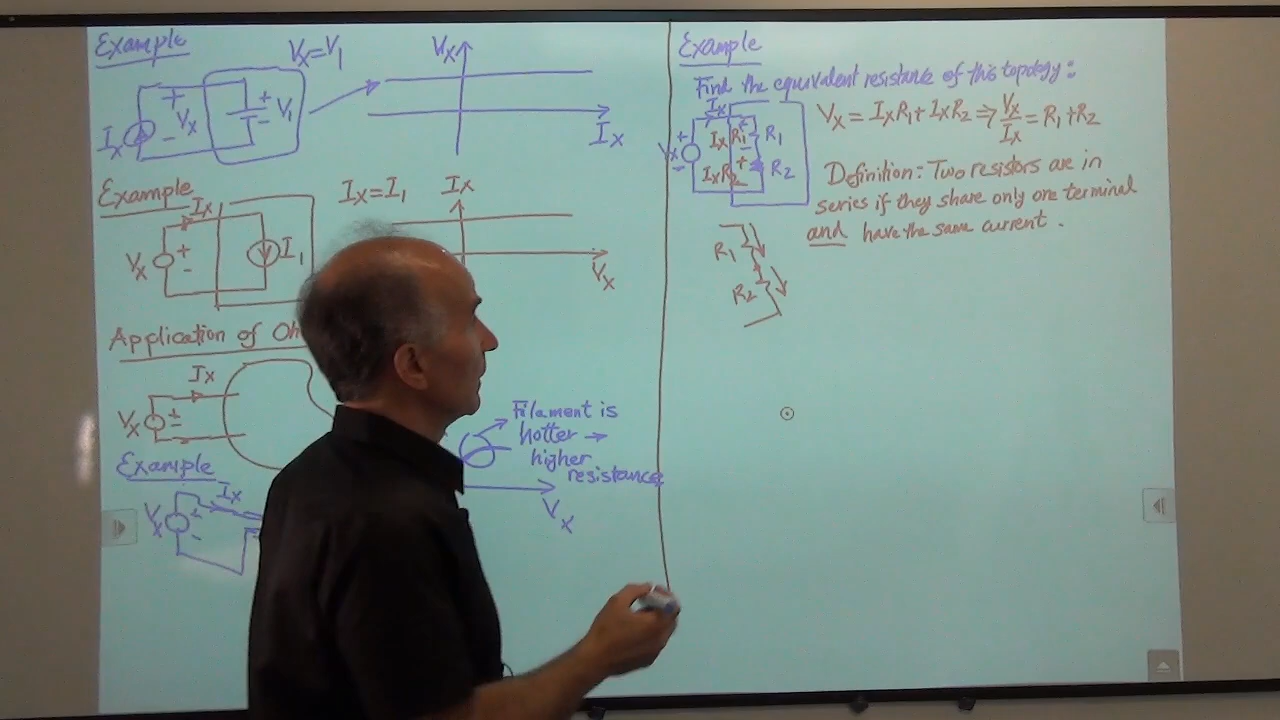 Example
Vx=V1
Vx
Ix
+
Vx
-
+
V1
-
Ix
Example
Ix
Ix=I1
Ix
Vx
+
-
I1
Vx
Application of Oh
Ix
Vx
+
-
Filament is
hotter →
higher
resistance
Vx
Example
Ix
Vx
+
-
Example
Find the equivalent resistance of this topology:
Ix
Vx
+
-
IxR1
+
-
R1
IxR2
+
-
R2
Vx = IxR1 + IxR2 ⇒ Vx/Ix = R1 + R2
Definition: Two resistors are in
series if they share only one terminal
and have the same current.
R1
R2